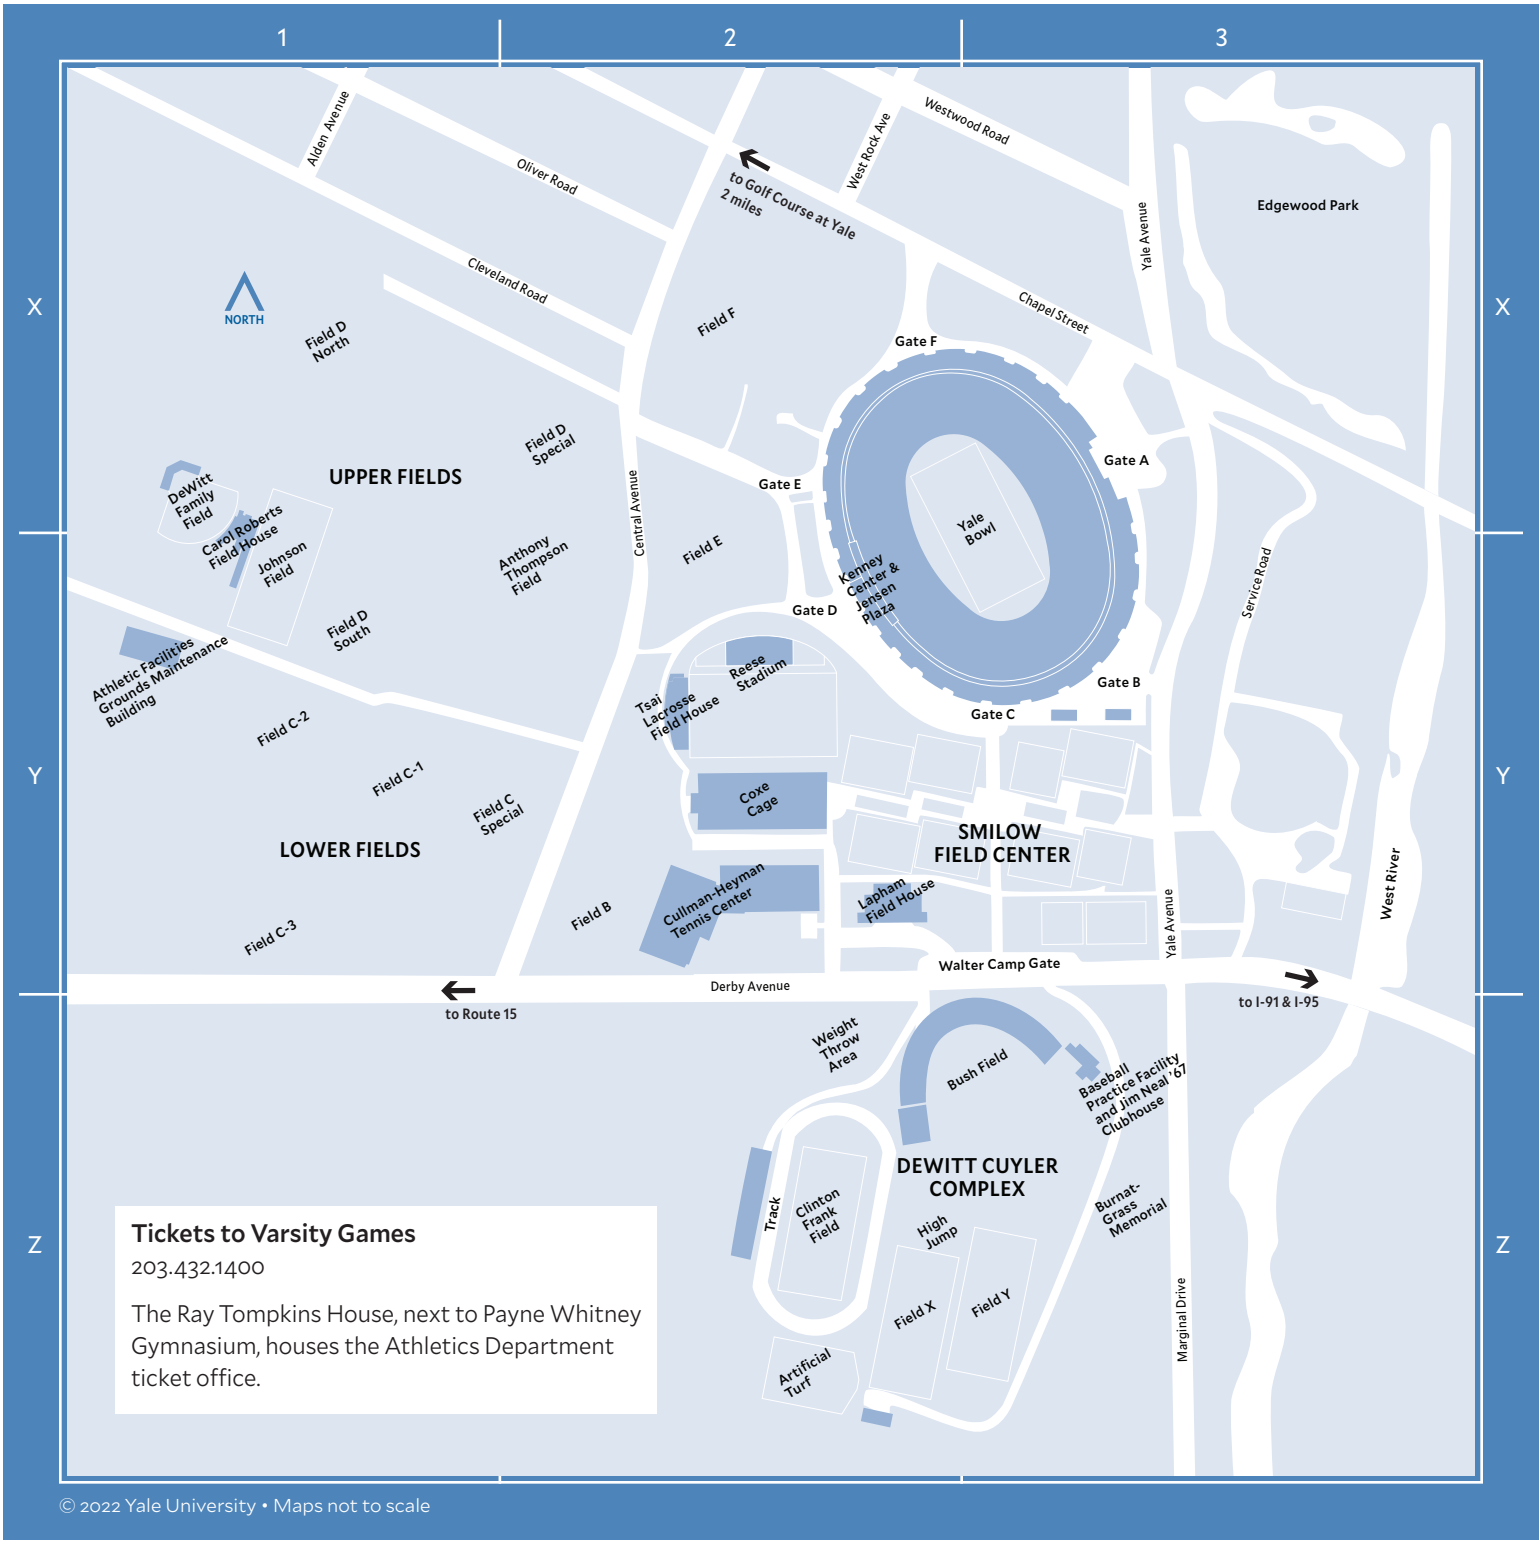 1
2
3
X
X
Y
Y
Z
Z
Alden Avenue
Oliver Road
Cleveland Road
West Rock Ave
Westwood Road
to Golf Course at Yale
2 miles
Yale Avenue
Edgewood Park
Chapel Street
NORTH
Field D
North
Field F
Gate F
Gate A
Field D
Special
UPPER FIELDS
DeWitt
Family
Field
Carol Roberts
Field House
Johnson
Field
Central Avenue
Gate E
Yale
Bowl
Field E
Anthony
Thompson
Field
Kenney
Center &
Jensen
Plaza
Gate D
Service Road
Field D
South
Athletic Facilities
Grounds Maintenance
Building
Reese
Stadium
Tsai
Lacrosse
Field House
Gate B
Gate C
Field C-2
Field C-1
Field C
Special
Coxe
Cage
SMILOW
FIELD CENTER
LOWER FIELDS
Cullman-Heyman
Tennis Center
Lapham
Field House
West River
Field B
Field C-3
Yale Avenue
Walter Camp Gate
Derby Avenue
to Route 15
to I-91 & I-95
Weight
Throw
Area
Bush Field
Baseball
Practice Facility
and Jim Neal ’67
Clubhouse
DEWITT CUYLER
COMPLEX
Track
Clinton
Frank
Field
High
Jump
Burnat-
Grass
Memorial
Field X
Field Y
Marginal Drive
Artificial
Turf
Tickets to Varsity Games
203.432.1400
The Ray Tompkins House, next to Payne Whitney
Gymnasium, houses the Athletics Department
ticket office.
© 2022 Yale University • Maps not to scale